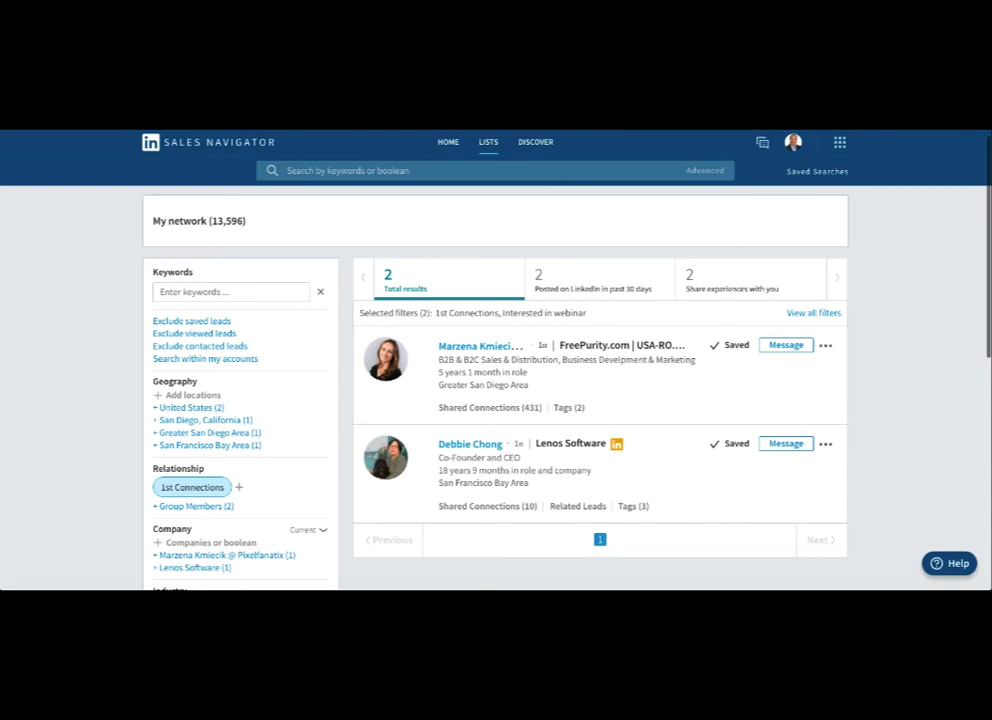 in SALES NAVIGATOR
HOME LISTS DISCOVER
Search by keywords or boolean Advanced Saved Searches
My network (13,596)
Keywords
Enter keywords ...
Exclude saved leads
Exclude viewed leads
Exclude contacted leads
Search within my accounts
Geography
+ Add locations
+ United States (2)
+ San Diego, California (1)
+ Greater San Diego Area (1)
+ San Francisco Bay Area (1)
Relationship
1st Connections +
+ Group Members (2)
Company Current
+ Companies or boolean
+ Marzena Kmiecik @ Pixelfanatix (1)
+ Lenos Software (1)
Industry
2
Total results
2
Posted on LinkedIn in past 30 days
2
Share experiences with you
Selected filters (2): 1st Connections, Interested in webinar View all filters
Marzena Kmieci... · 1st | FreePurity.com | USA-RO.... Saved Message
B2B & B2C Sales & Distribution, Business Develpment & Marketing
5 years 1 month in role
Greater San Diego Area
Shared Connections (431) | Tags (2)
Debbie Chong · 1st | Lenos Software in Saved Message
Co-Founder and CEO
18 years 9 months in role and company
San Francisco Bay Area
Shared Connections (10) | Related Leads | Tags (3)
Previous 1 Next
? Help